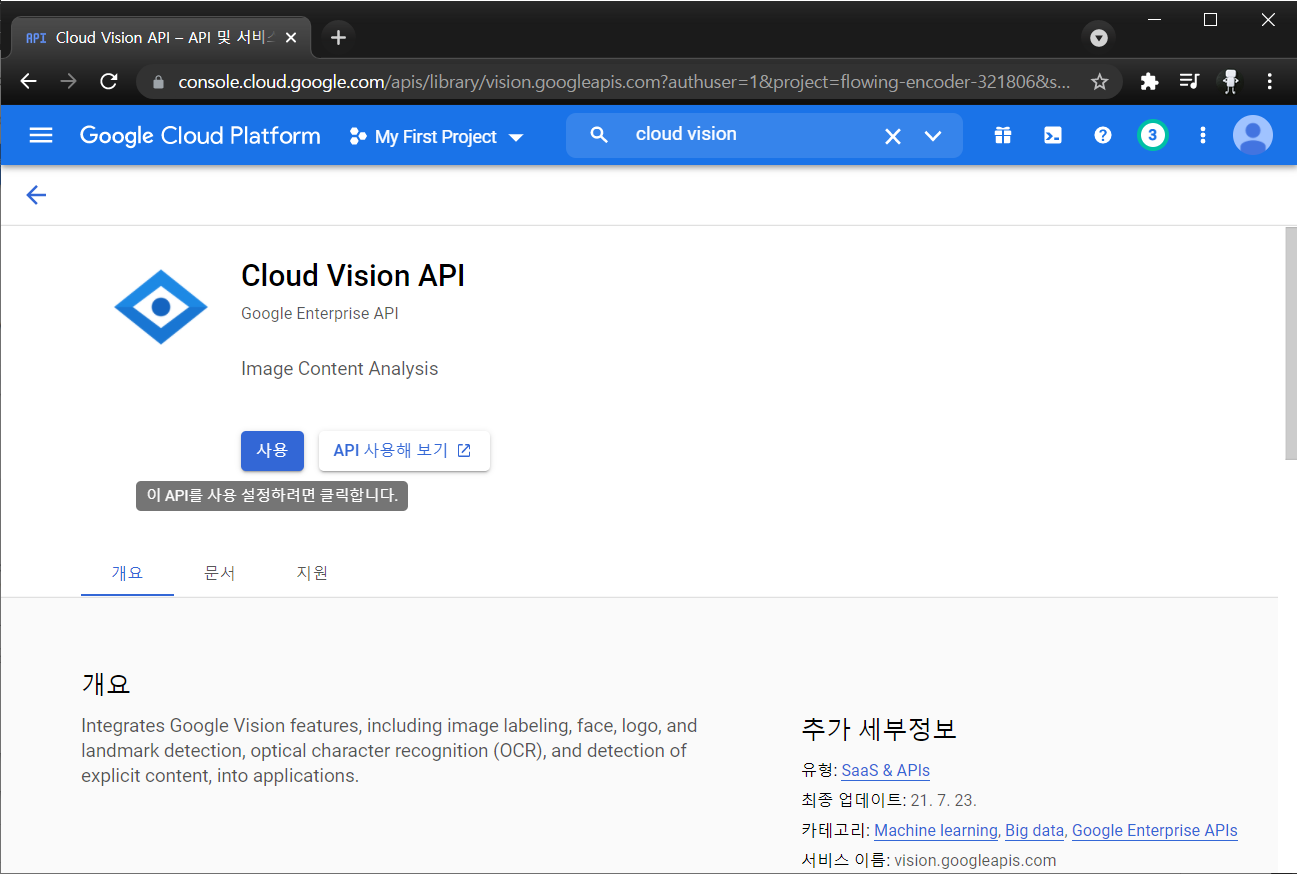 API Cloud Vision API – API 및 서비스
console.cloud.google.com/apis/library/vision.googleapis.com?authuser=1&project=flowing-encoder-321806&s...
Google Cloud Platform My First Project cloud vision 3
Cloud Vision API
Google Enterprise API
Image Content Analysis
사용 API 사용해 보기
이 API를 사용 설정하려면 클릭합니다.
개요 문서 지원
개요
Integrates Google Vision features, including image labeling, face, logo, and
landmark detection, optical character recognition (OCR), and detection of
explicit content, into applications.
추가 세부정보
유형: SaaS & APIs
최종 업데이트: 21. 7. 23.
카테고리: Machine learning, Big data, Google Enterprise APIs
서비스 이름: vision.googleapis.com